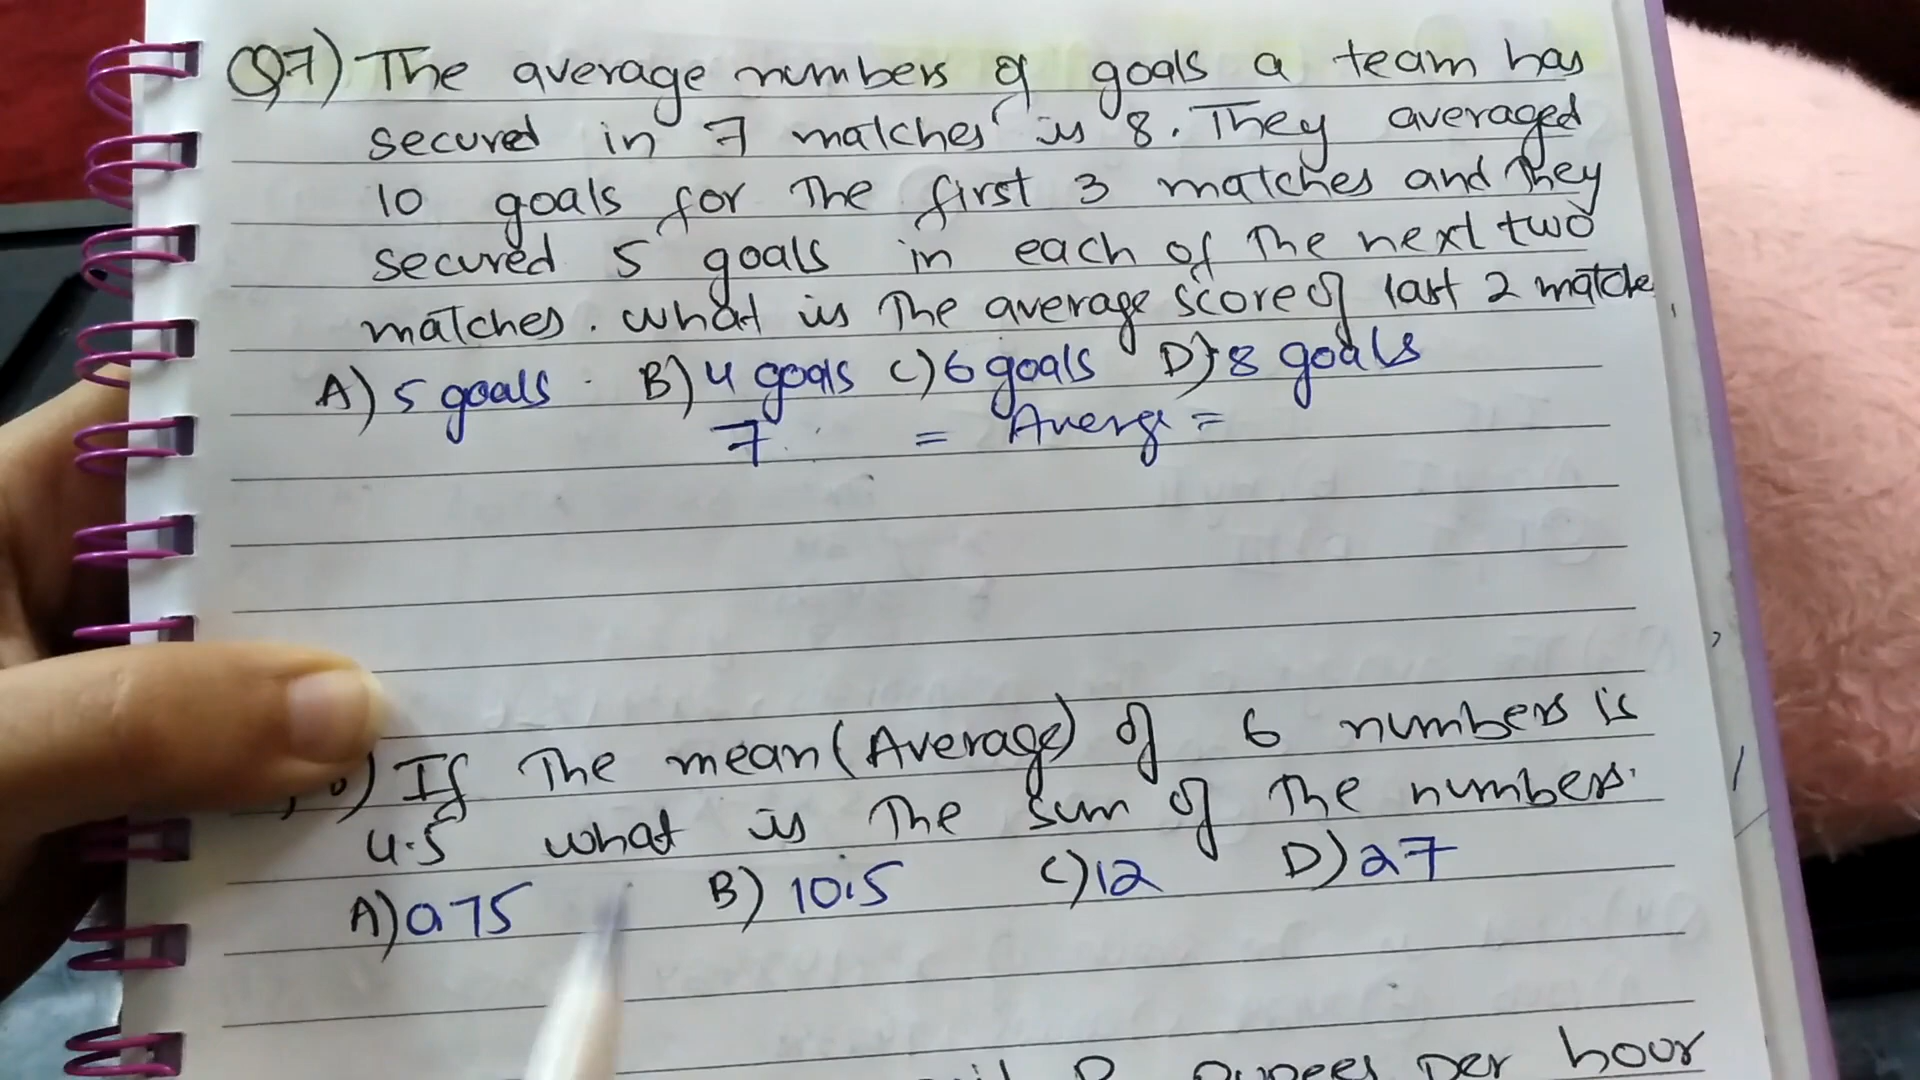 Q7) The average numbers of goals a team has
secured in 7 matches is 8. They averaged
10 goals for the first 3 matches and they
secured 5 goals in each of the next two
matches. what is the average score of last 2 matche
A) 5 goals B) 4 goals C) 6 goals D) 8 goals
7 = Averg =
) If the mean (Average) of 6 numbers is
4.5 what is the sum of the numbers.
A) 0 75 B) 10.5 C) 12 D) 27
Rupees per hour